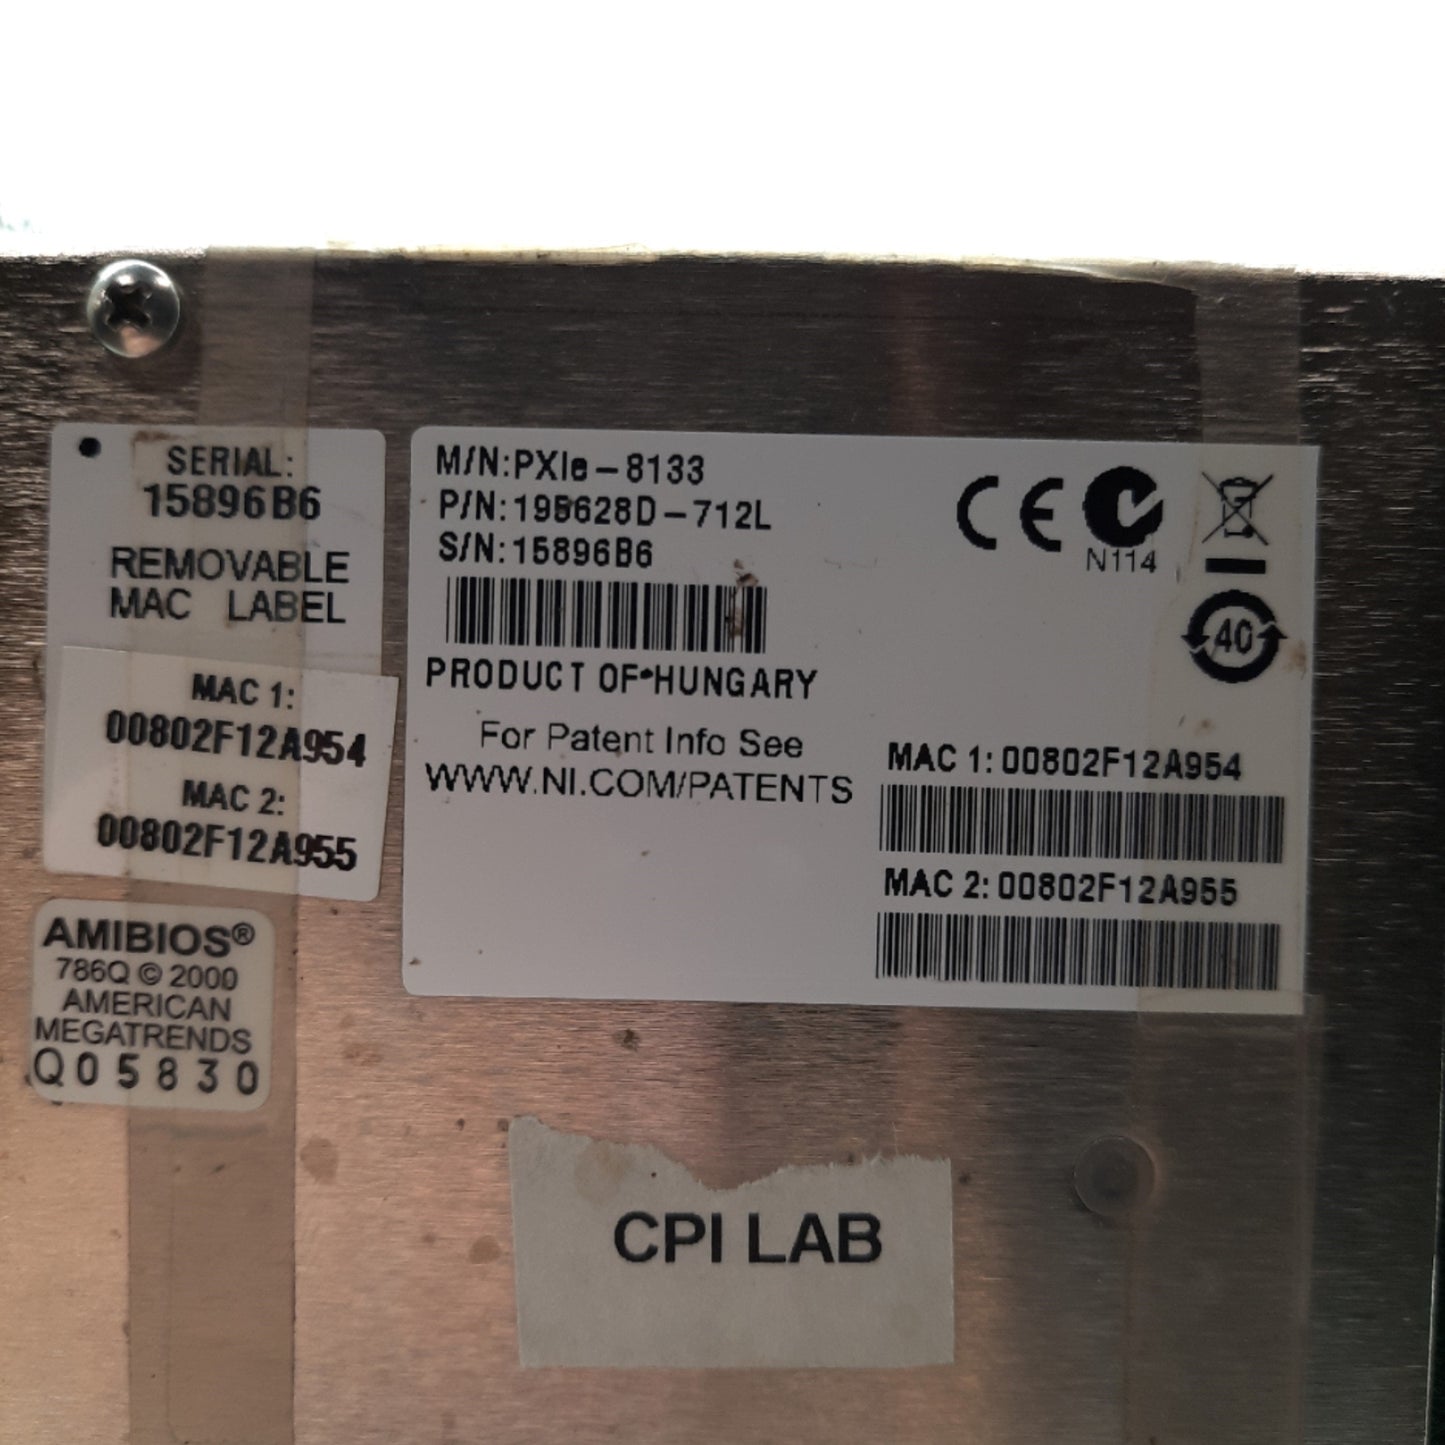 SERIAL:
15896B6
REMOVABLE
MAC LABEL
MAC 1:
00802F12A954
MAC 2:
00802F12A955
AMIBIOS®
786Q © 2000
AMERICAN
MEGATRENDS
Q05830
M/N:PXIe-8133
P/N:195628D-712L
S/N:15896B6
PRODUCT OF HUNGARY
For Patent Info See
WWW.NI.COM/PATENTS
CE
N114
40
MAC 1:00802F12A954
MAC 2:00802F12A955
CPI LAB